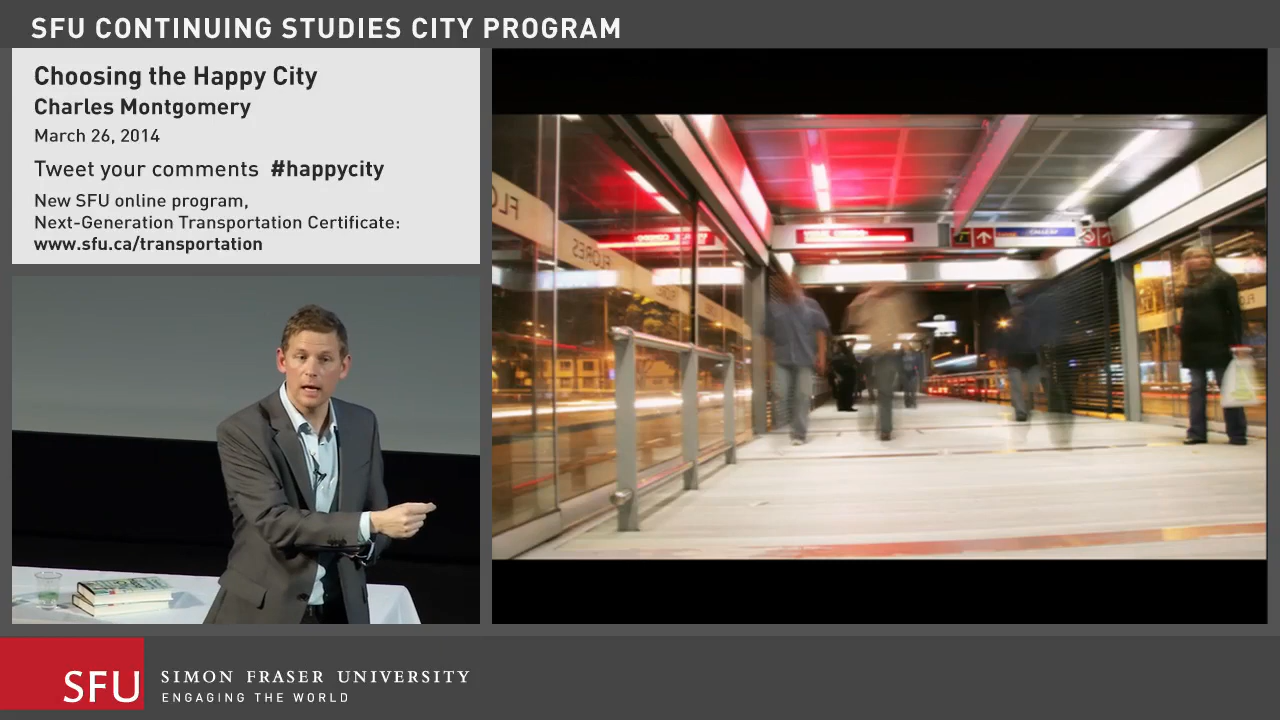 SFU CONTINUING STUDIES CITY PROGRAM
Choosing the Happy City
Charles Montgomery
March 26, 2014
Tweet your comments #happycity
New SFU online program,
Next-Generation Transportation Certificate:
www.sfu.ca/transportation
FLORES
SFU
SIMON FRASER UNIVERSITY
ENGAGING THE WORLD